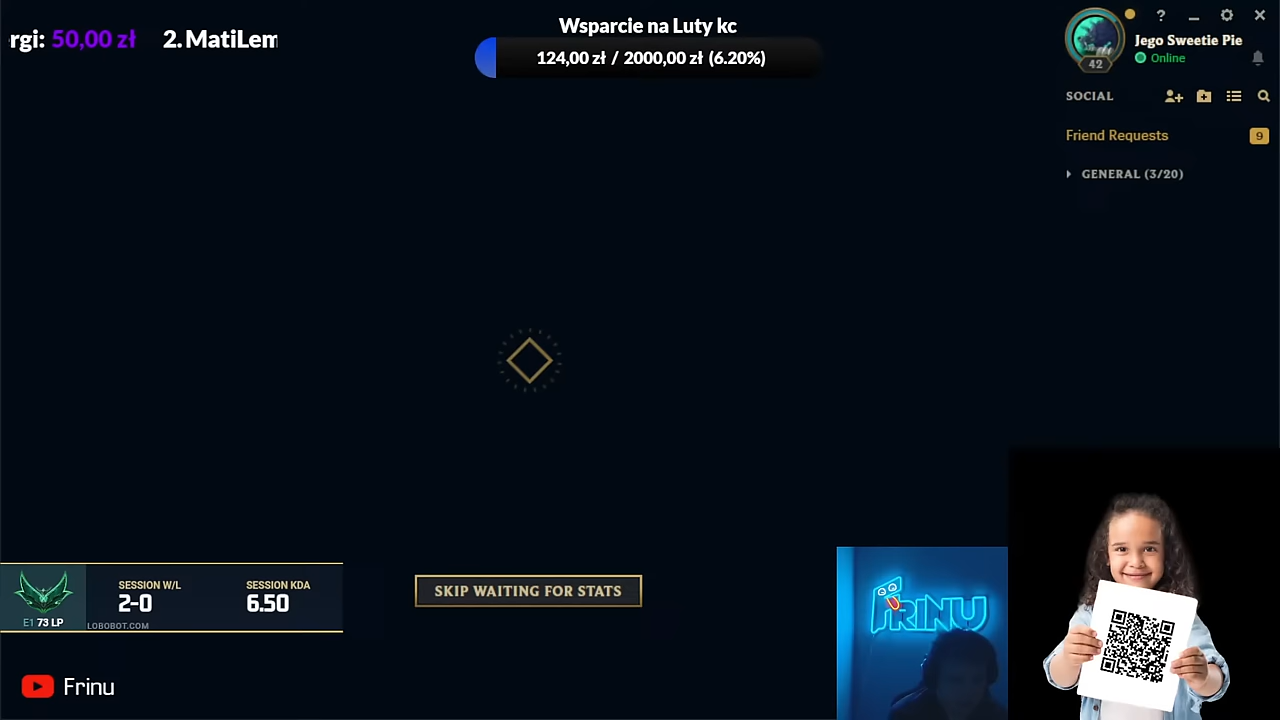 rgi: 50,00 zł 2. MatiLem
Wsparcie na Luty kc
124,00 zł / 2000,00 zł (6.20%)
?
Jego Sweetie Pie
Online
42
SOCIAL
Friend Requests
9
GENERAL (3/20)
SESSION W/L
2-0
SESSION KDA
6.50
E1 73 LP
LOBOBOT.COM
SKIP WAITING FOR STATS
FRINU
Frinu